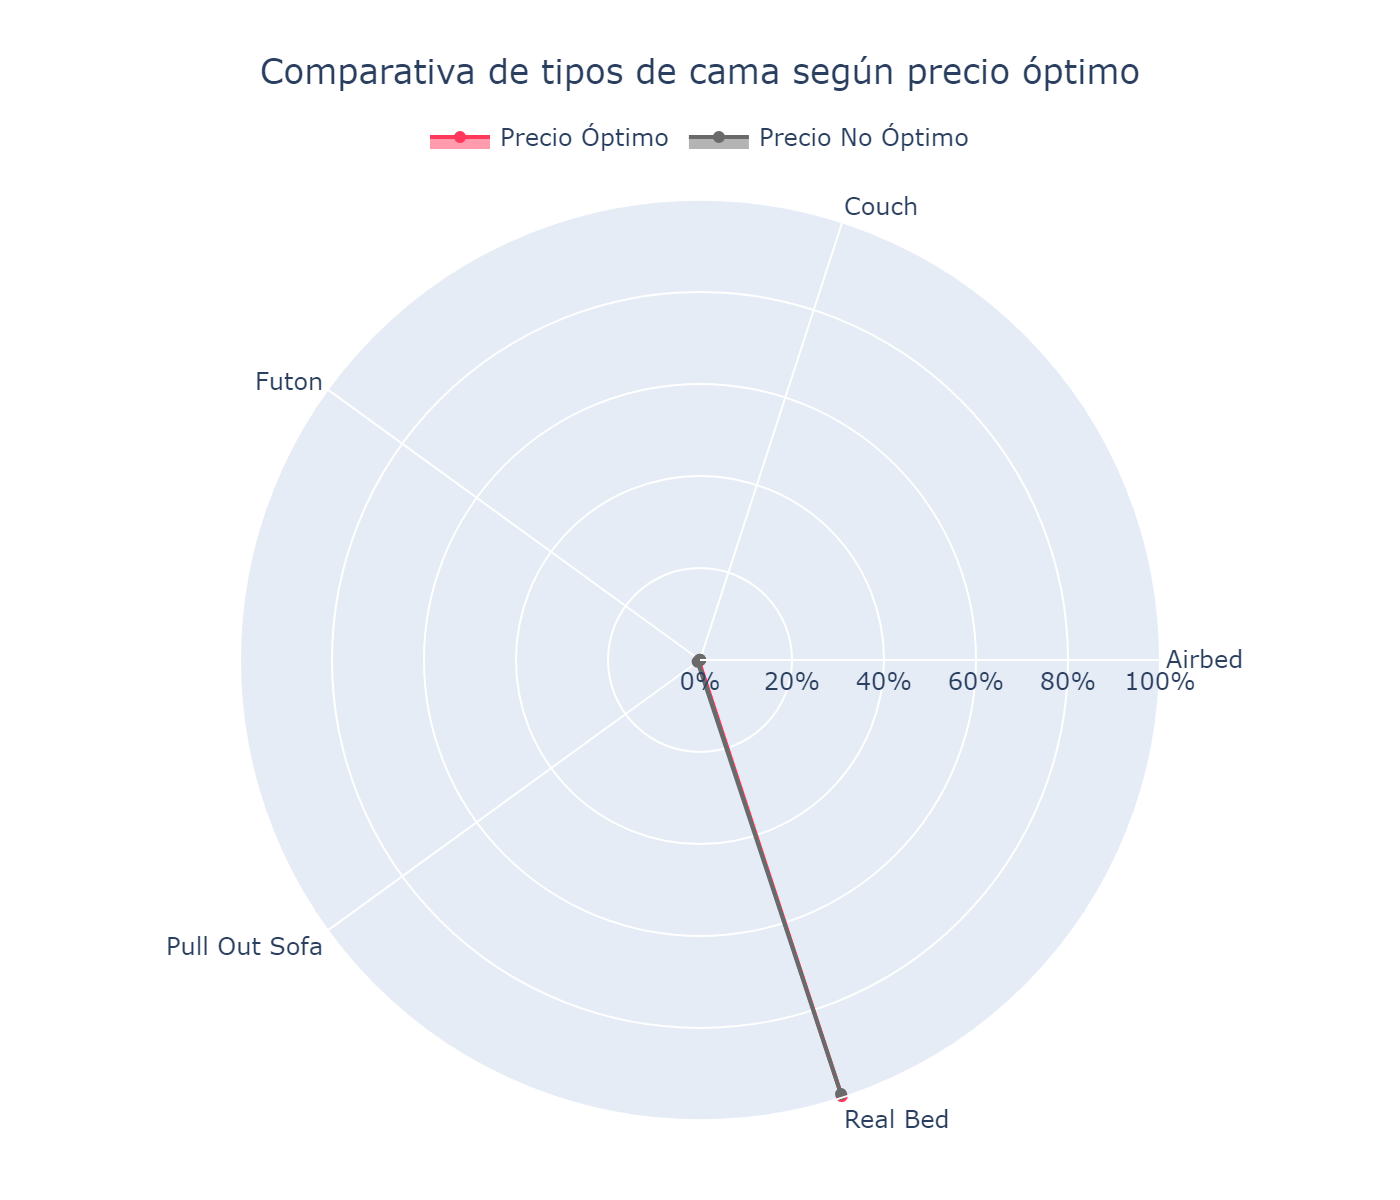 Comparativa de tipos de cama según precio óptimo
Precio Óptimo
Precio No Óptimo
Couch
Futon
Airbed
0%
20%
40%
60%
80%
100%
Pull Out Sofa
Real Bed